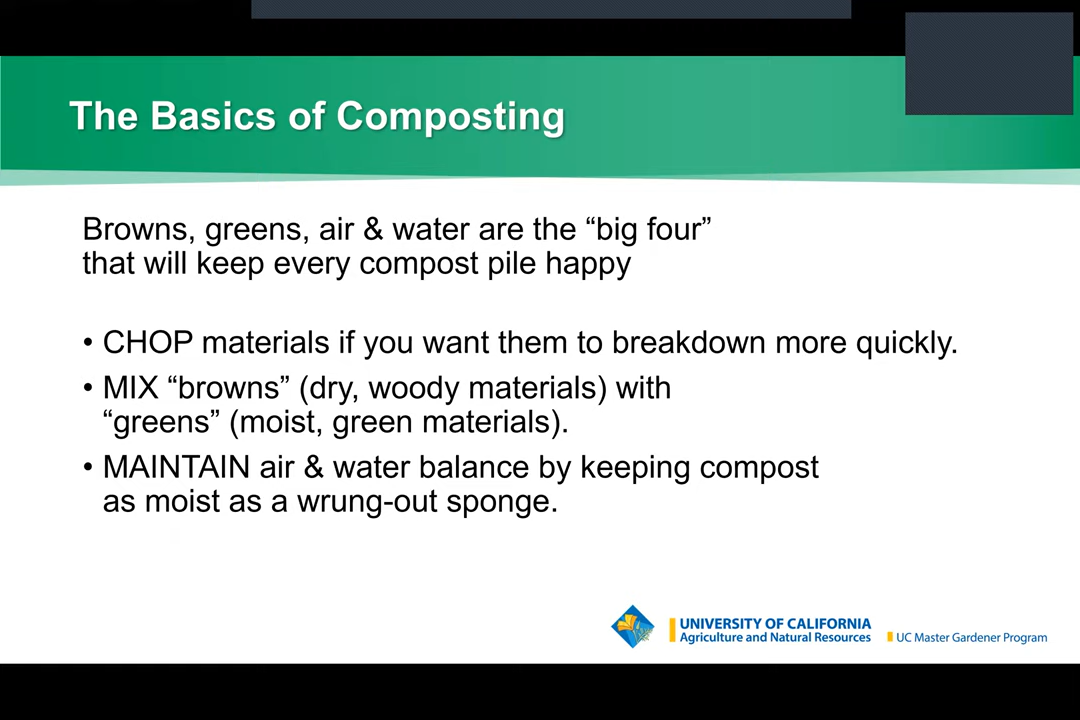 The Basics of Composting
Browns, greens, air & water are the “big four”
that will keep every compost pile happy
• CHOP materials if you want them to breakdown more quickly.
• MIX “browns” (dry, woody materials) with
“greens” (moist, green materials).
• MAINTAIN air & water balance by keeping compost
as moist as a wrung-out sponge.
UNIVERSITY OF CALIFORNIA
Agriculture and Natural Resources
UC Master Gardener Program